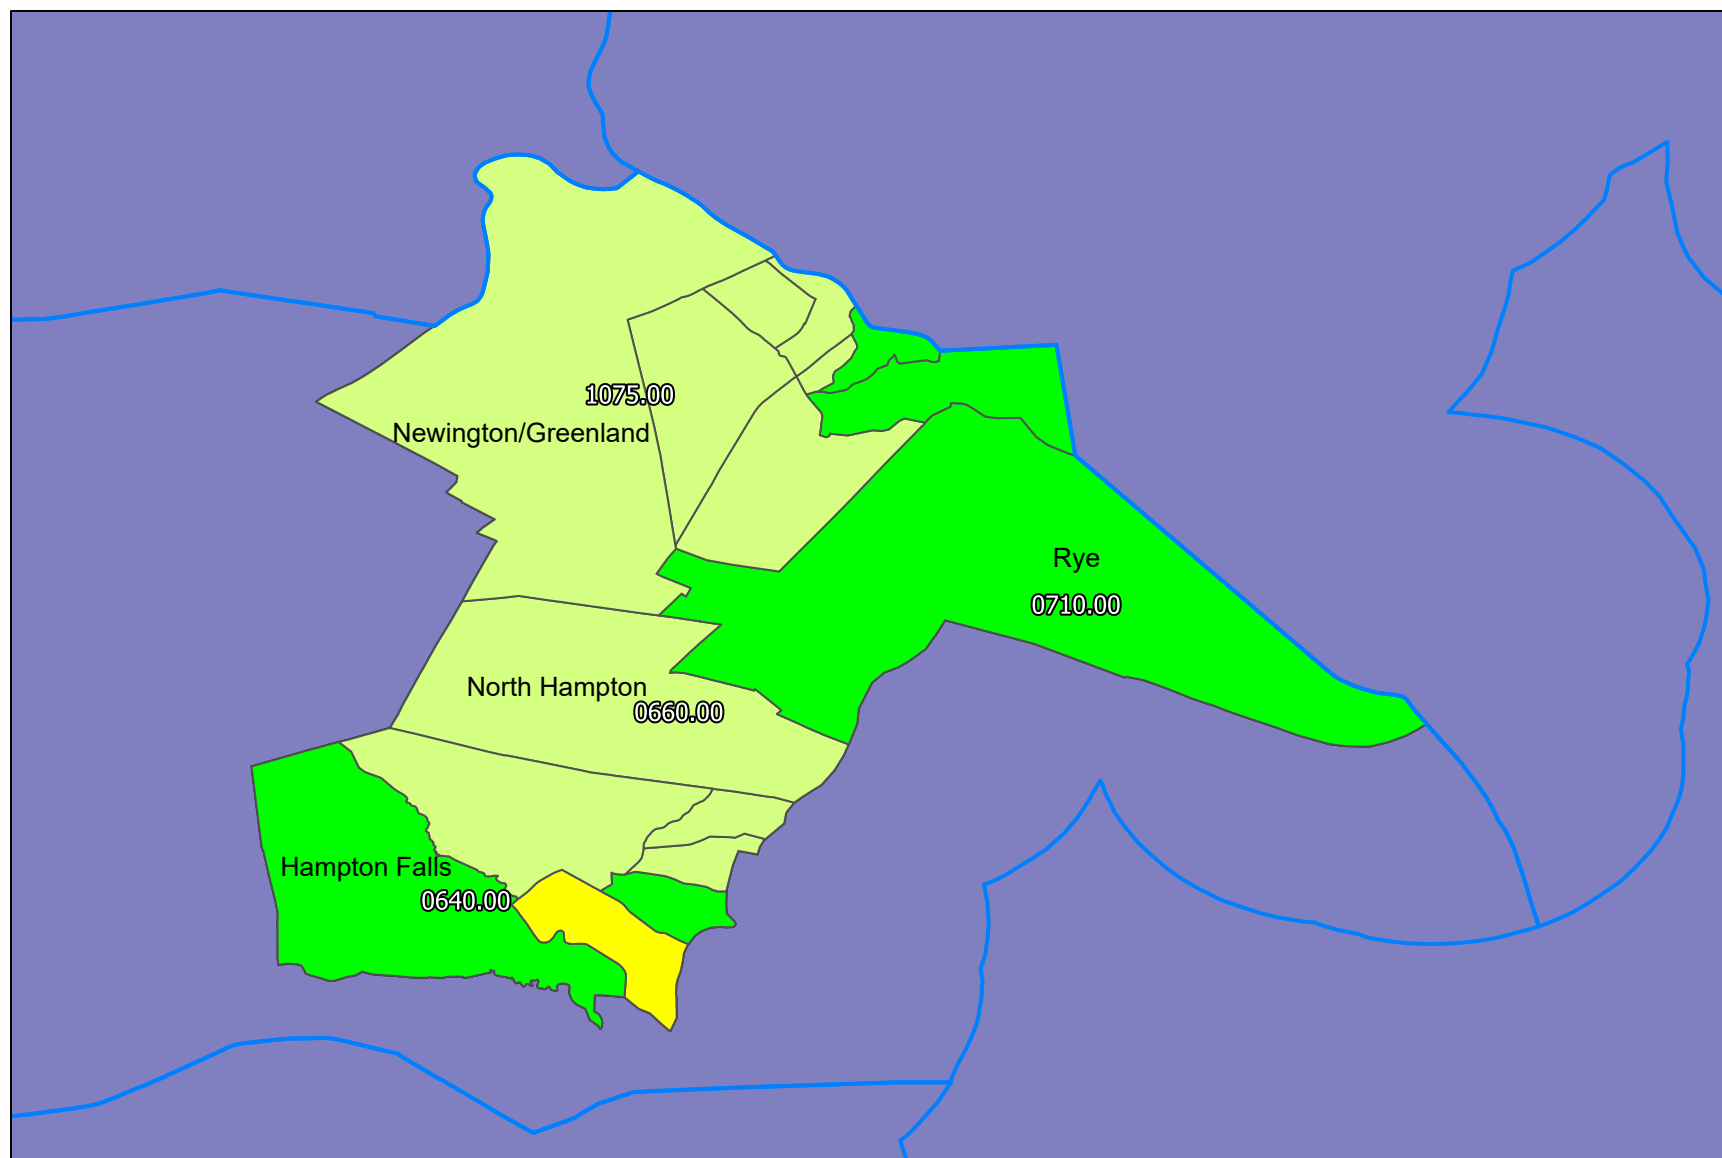 1075.00
Newington/Greenland
Rye
0710.00
North Hampton
0660.00
Hampton Falls
0640.00